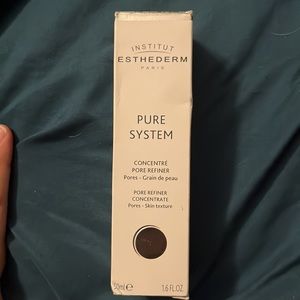 INSTITUT
ESTHEDERM
PARIS
PURE
SYSTEM
CONCENTRÉ
PORE REFINER
Pores - Grain de peau
PORE REFINER
CONCENTRATE
Pores - Skin texture
50ml ℮ 1.6 FL.OZ